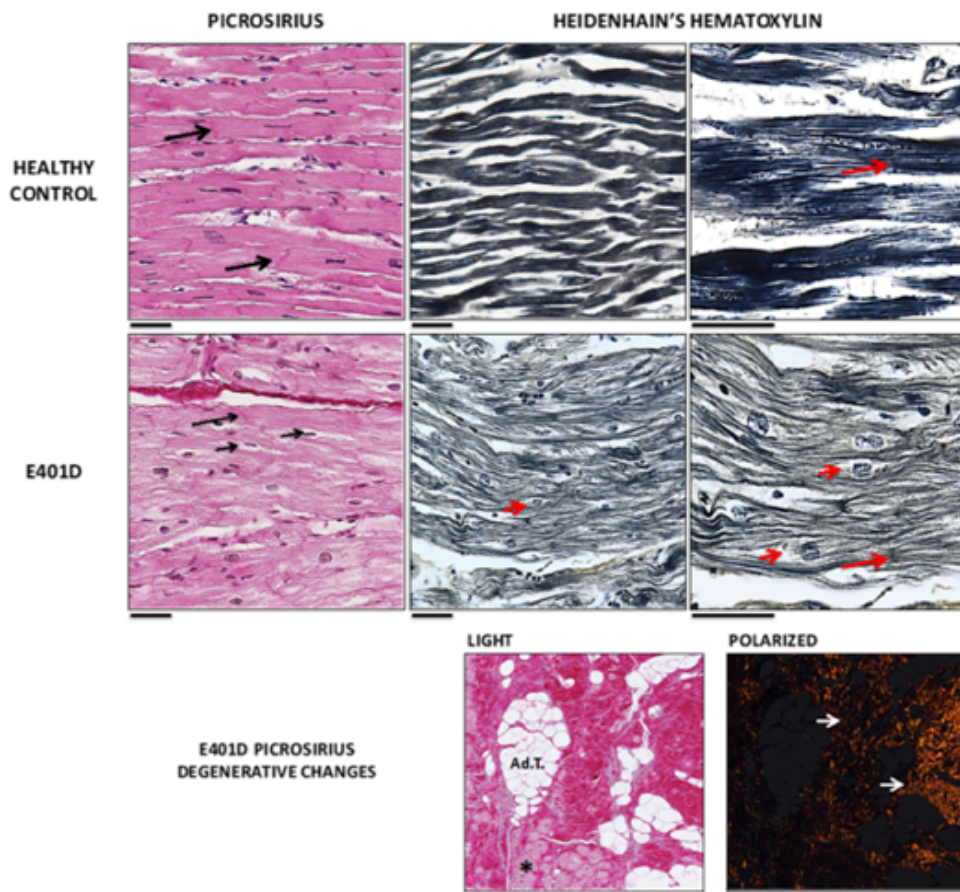 PICROSIRIUS
HEIDENHAIN'S HEMATOXYLIN
HEALTHY
CONTROL
E401D
LIGHT
POLARIZED
E401D PICROSIRIUS
DEGENERATIVE CHANGES
Ad.T.
*